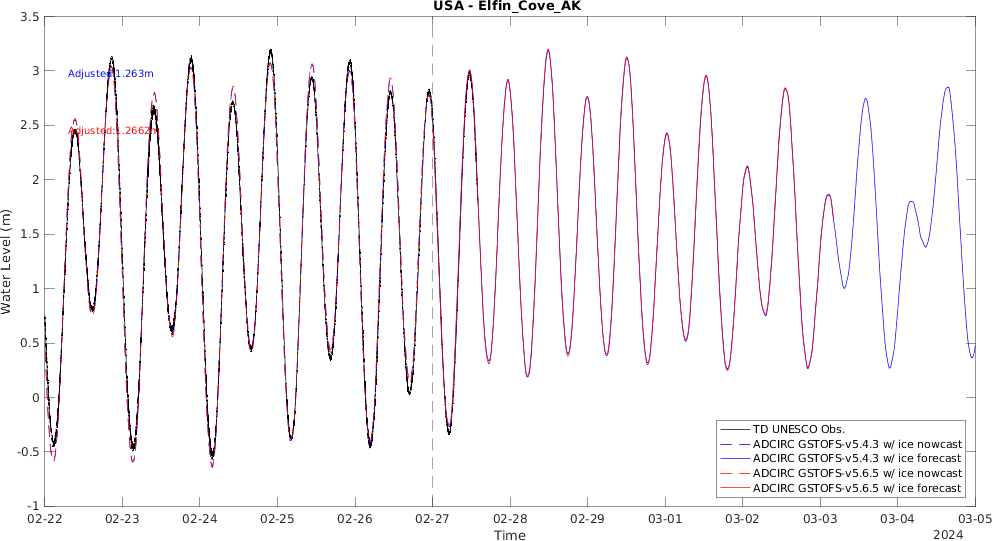 USA - Elfin_Cove_AK
3.5
3
2.5
2
1.5
1
0.5
0
-0.5
-1
Water Level (m)
Adjusted:1.263m
Adjusted:1.2662m
TD UNESCO Obs.
ADCIRC GSTOFS-v5.4.3 w/ ice nowcast
ADCIRC GSTOFS-v5.4.3 w/ ice forecast
ADCIRC GSTOFS-v5.6.5 w/ ice nowcast
ADCIRC GSTOFS-v5.6.5 w/ ice forecast
02-22 02-23 02-24 02-25 02-26 02-27 02-28 02-29 03-01 03-02 03-03 03-04 03-05
Time
2024